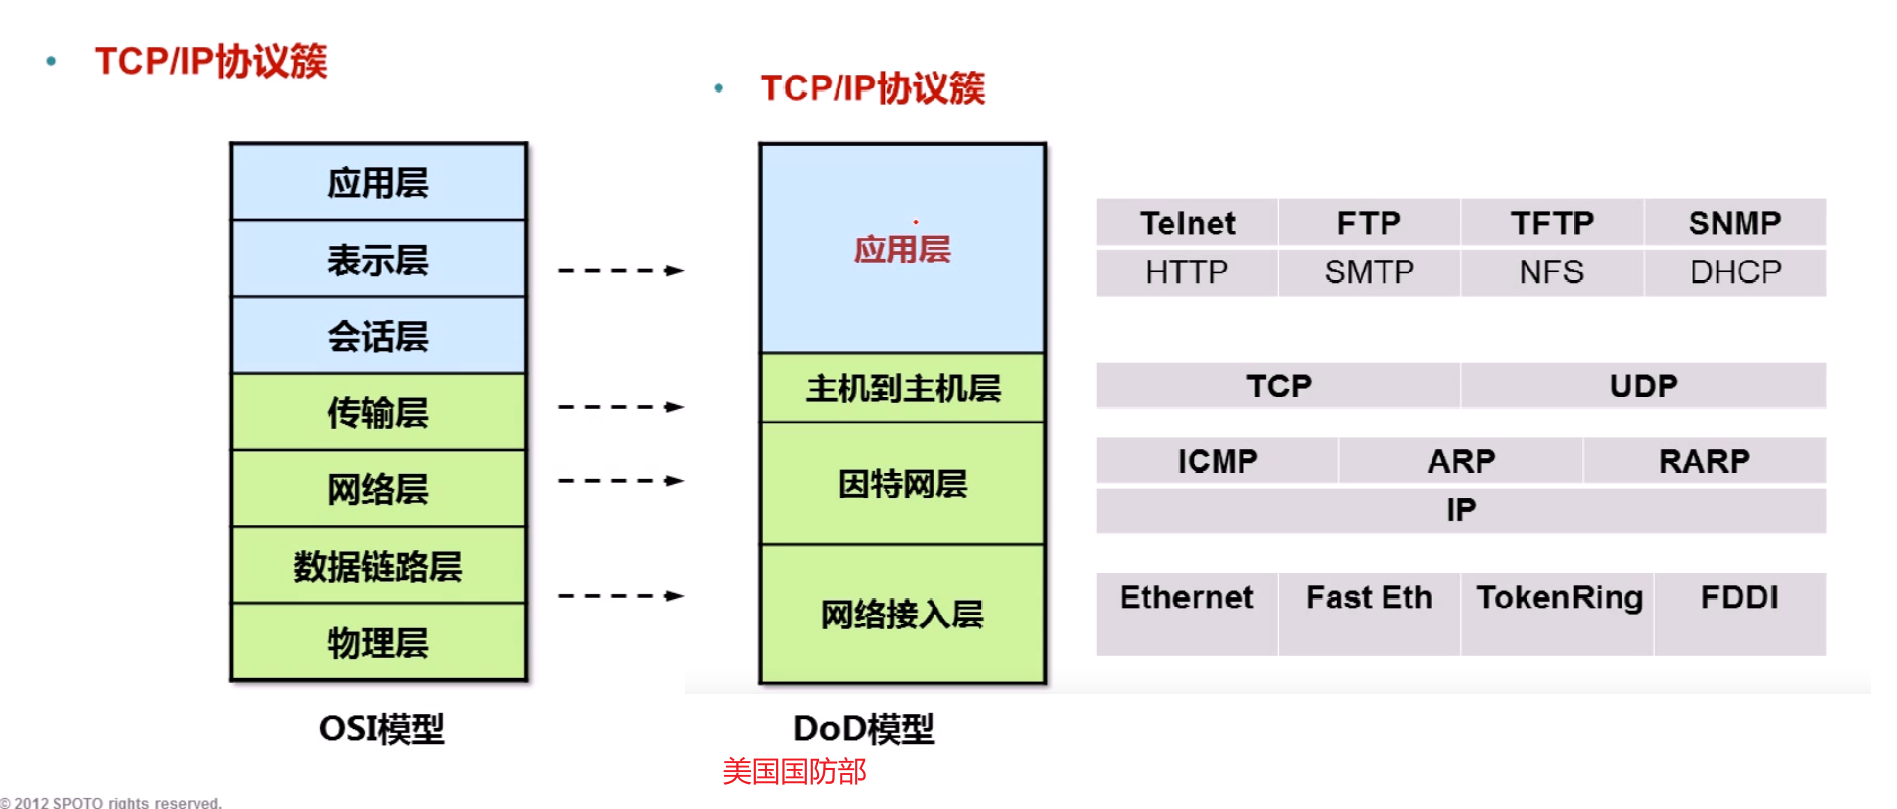 • TCP/IP协议簇
应用层
表示层
会话层
传输层
网络层
数据链路层
物理层
OSI模型
• TCP/IP协议簇
应用层
主机到主机层
因特网层
网络接入层
DoD模型
美国国防部
Telnet FTP TFTP SNMP
HTTP SMTP NFS DHCP
TCP UDP
ICMP ARP RARP
IP
Ethernet Fast Eth TokenRing FDDI
© 2012 SPOTO rights reserved.